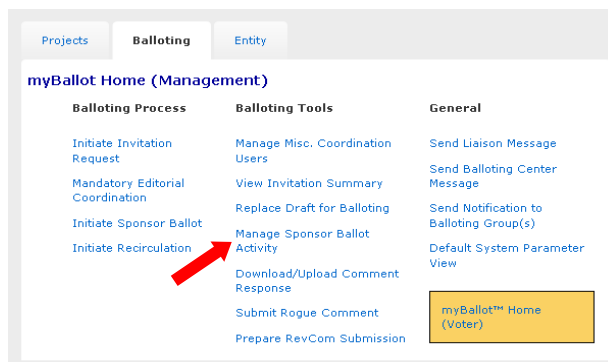 Projects
Balloting
Entity
myBallot Home (Management)
Balloting Process
Initiate Invitation
Request
Mandatory Editorial
Coordination
Initiate Sponsor Ballot
Initiate Recirculation
Balloting Tools
Manage Misc. Coordination
Users
View Invitation Summary
Replace Draft for Balloting
Manage Sponsor Ballot
Activity
Download/Upload Comment
Response
Submit Rogue Comment
Prepare RevCom Submission
General
Send Liaison Message
Send Balloting Center
Message
Send Notification to
Balloting Group(s)
Default System Parameter
View
myBallot™ Home
(Voter)